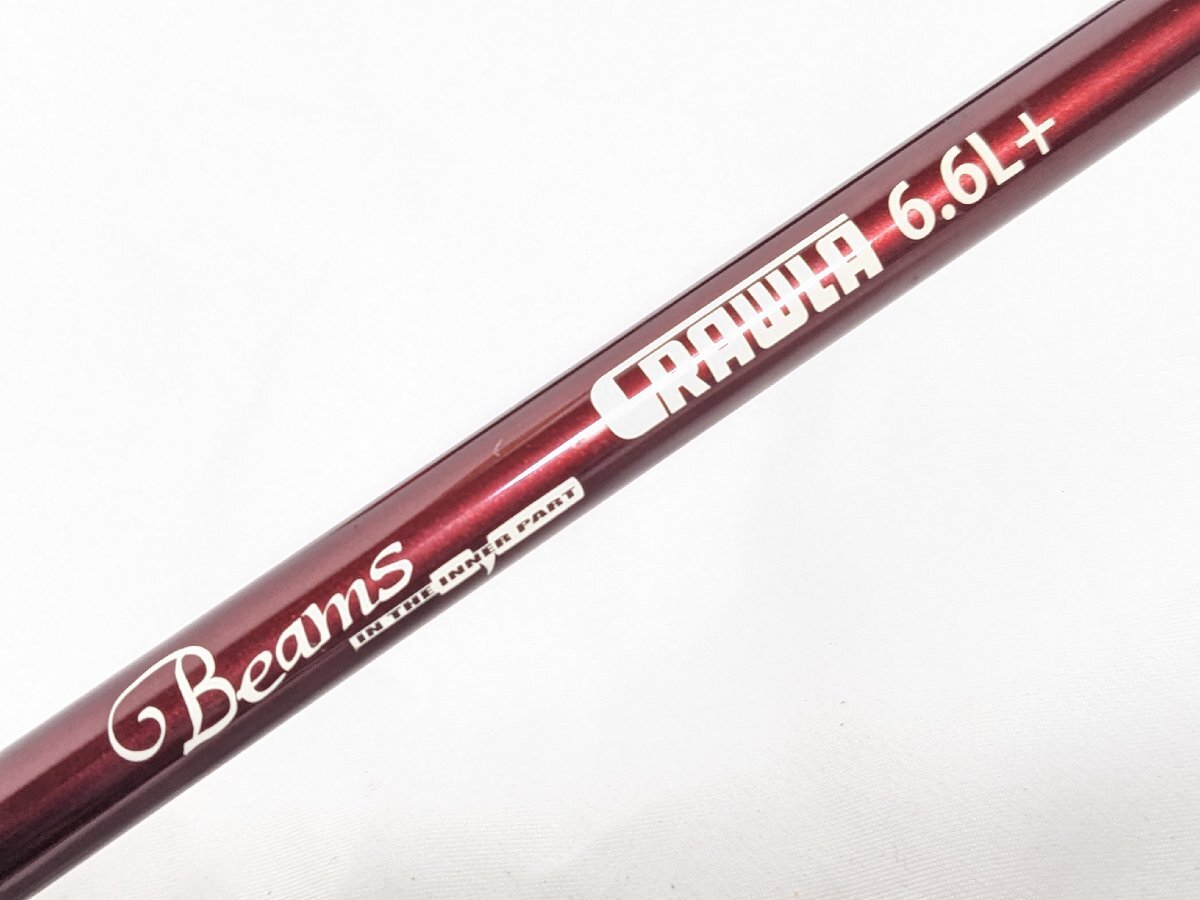 Beams
IN THE INNER PART
CRAWLA 6.6L+